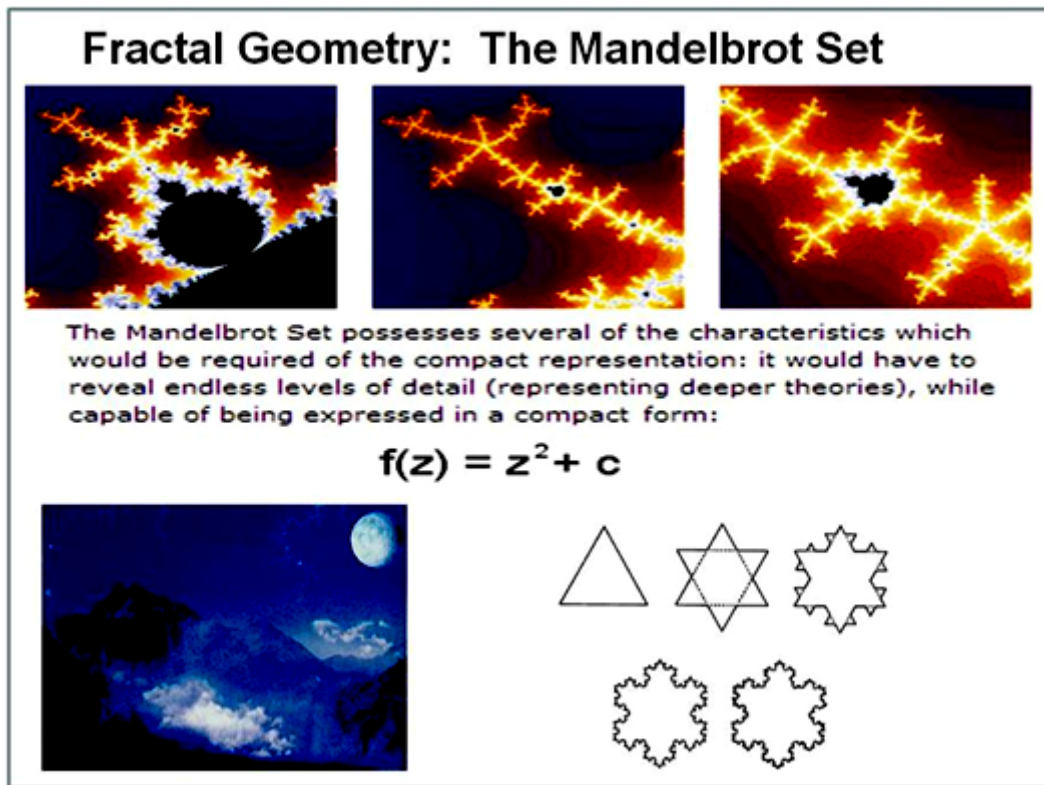 Fractal Geometry: The Mandelbrot Set
The Mandelbrot Set possesses several of the characteristics which
would be required of the compact representation: it would have to
reveal endless levels of detail (representing deeper theories), while
capable of being expressed in a compact form:
f(z) = z² + c